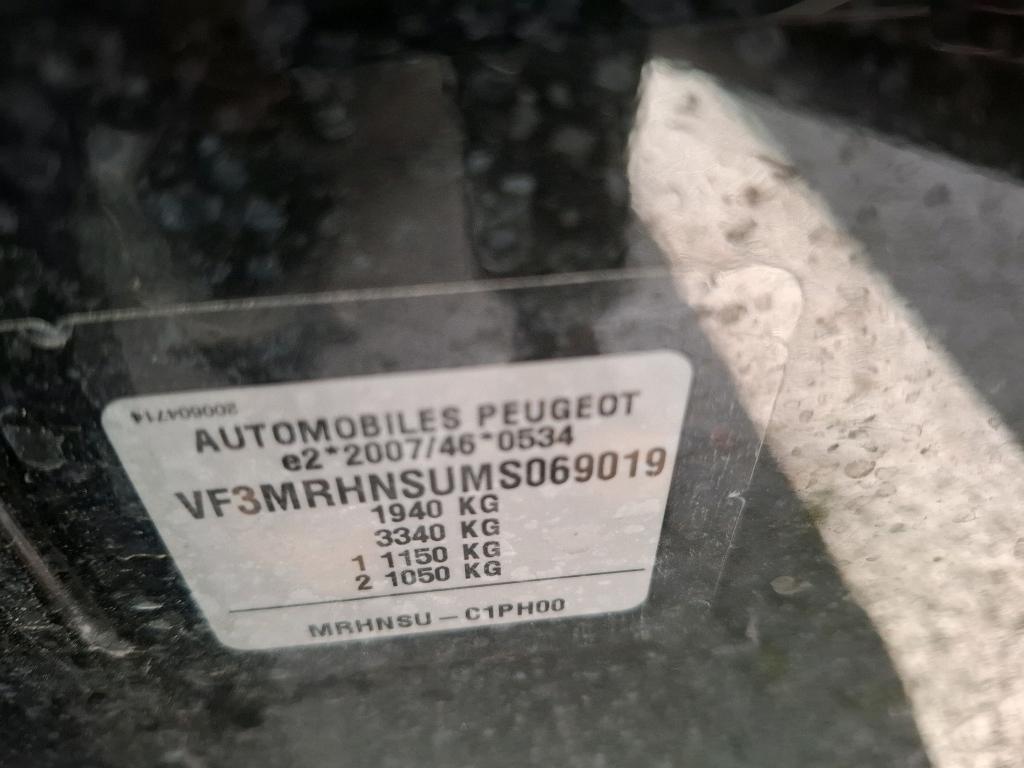 200604714
AUTOMOBILES PEUGEOT
e2*2007/46*0534
VF3MRHNSUMS069019
1940 KG
3340 KG
1 1150 KG
2 1050 KG
MRHNSU-C1PH00